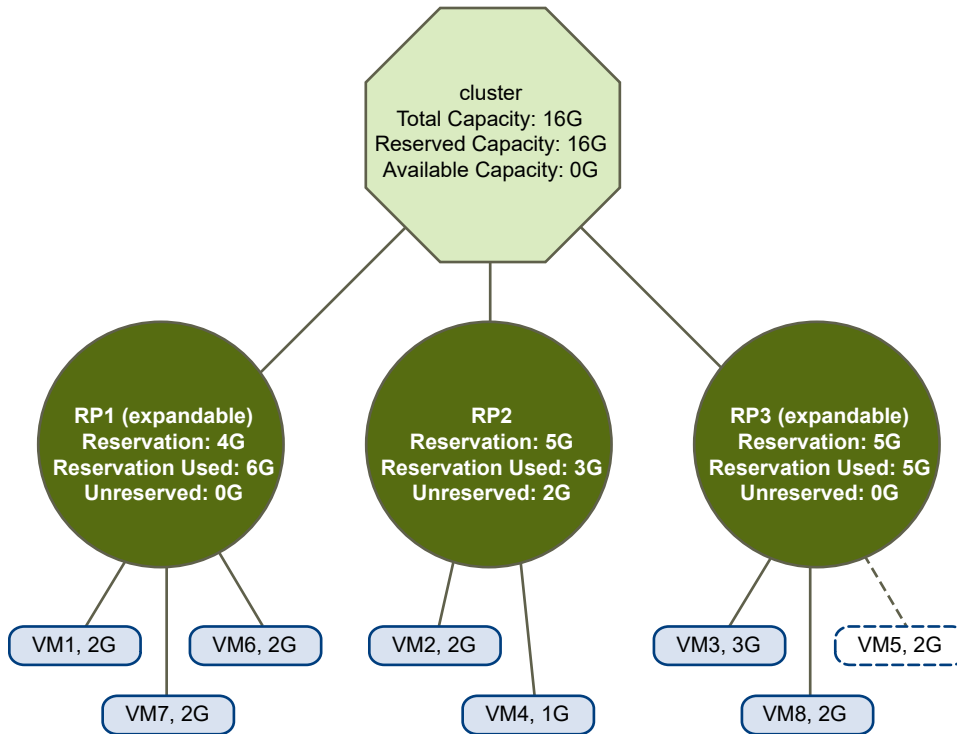 cluster
Total Capacity: 16G
Reserved Capacity: 16G
Available Capacity: 0G
RP1 (expandable)
Reservation: 4G
Reservation Used: 6G
Unreserved: 0G
RP2
Reservation: 5G
Reservation Used: 3G
Unreserved: 2G
RP3 (expandable)
Reservation: 5G
Reservation Used: 5G
Unreserved: 0G
VM1, 2G
VM6, 2G
VM2, 2G
VM3, 3G
VM5, 2G
VM7, 2G
VM4, 1G
VM8, 2G